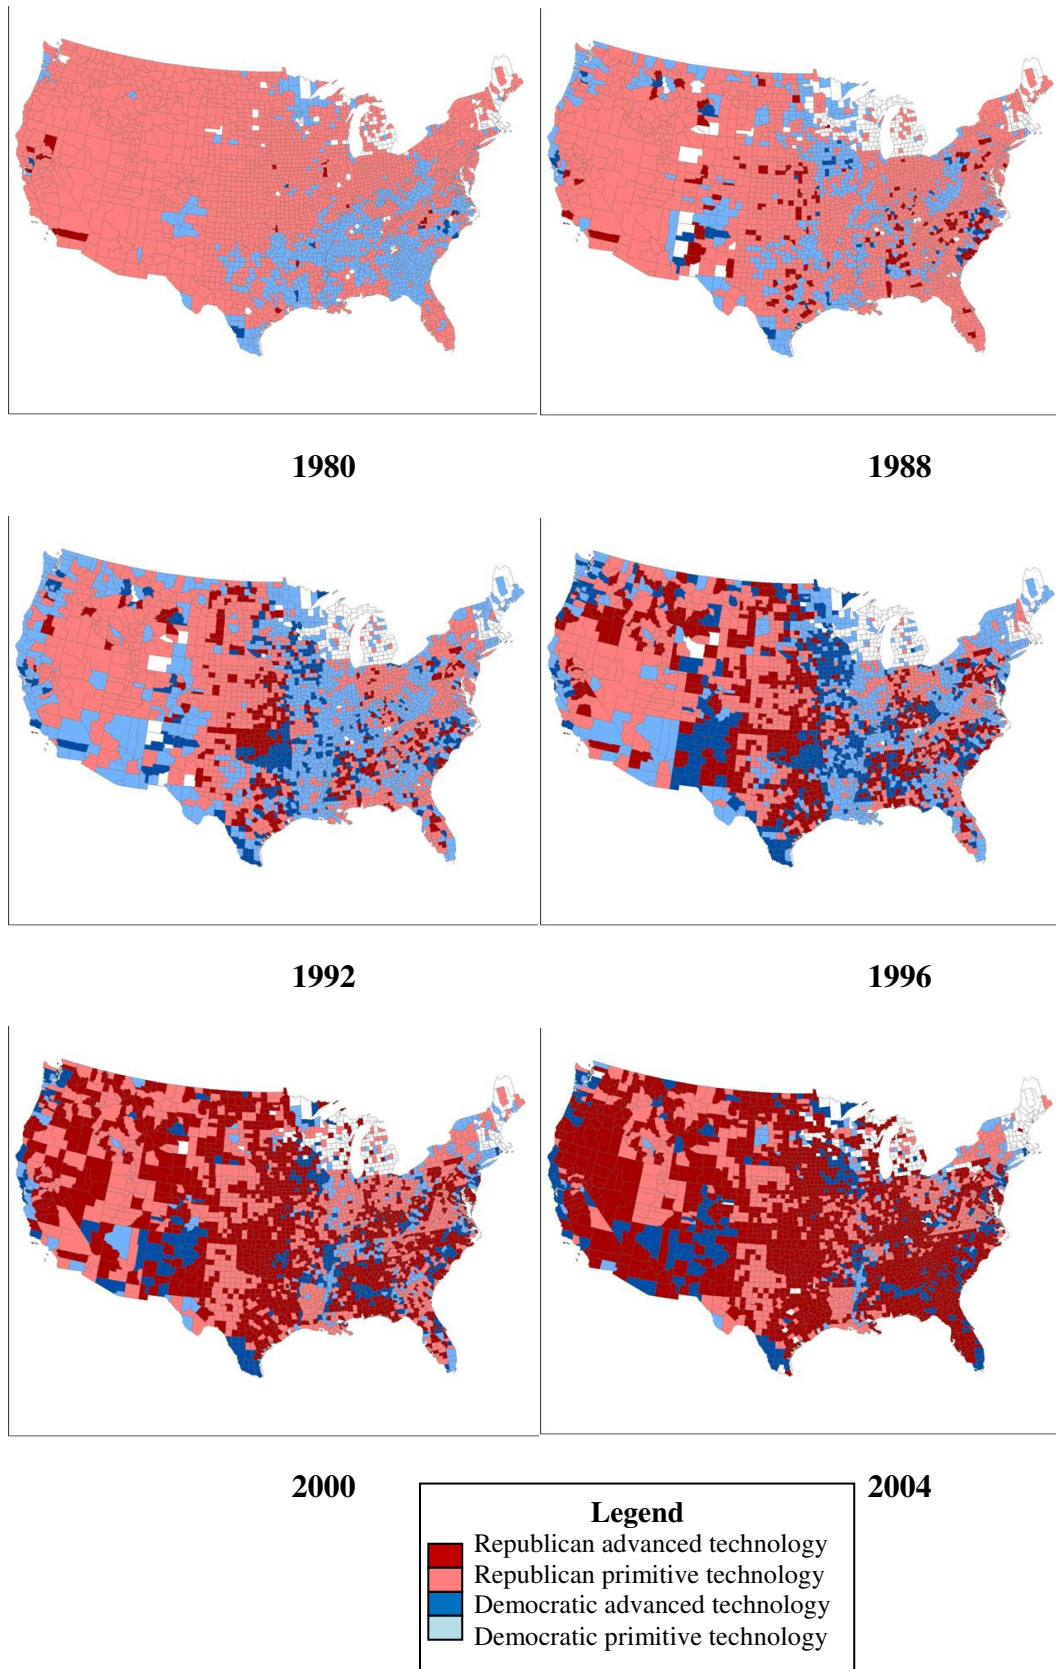 1980
1988
1992
1996
2000
2004
Legend
Republican advanced technology
Republican primitive technology
Democratic advanced technology
Democratic primitive technology